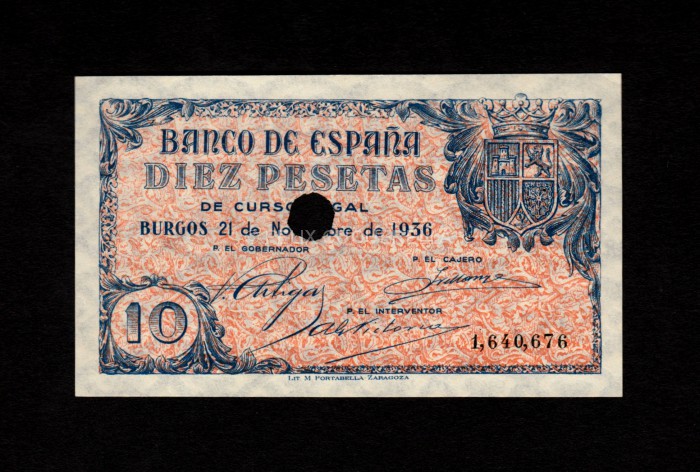 BANCO DE ESPAÑA
DIEZ PESETAS
DE CURSO
BURGOS 21 de de 1936
P. EL GOBERNADOR
P. EL CAJERO
P. EL INTERVENTOR
10
1,640,676
LIT M PORTABELLA ZARAGOZA